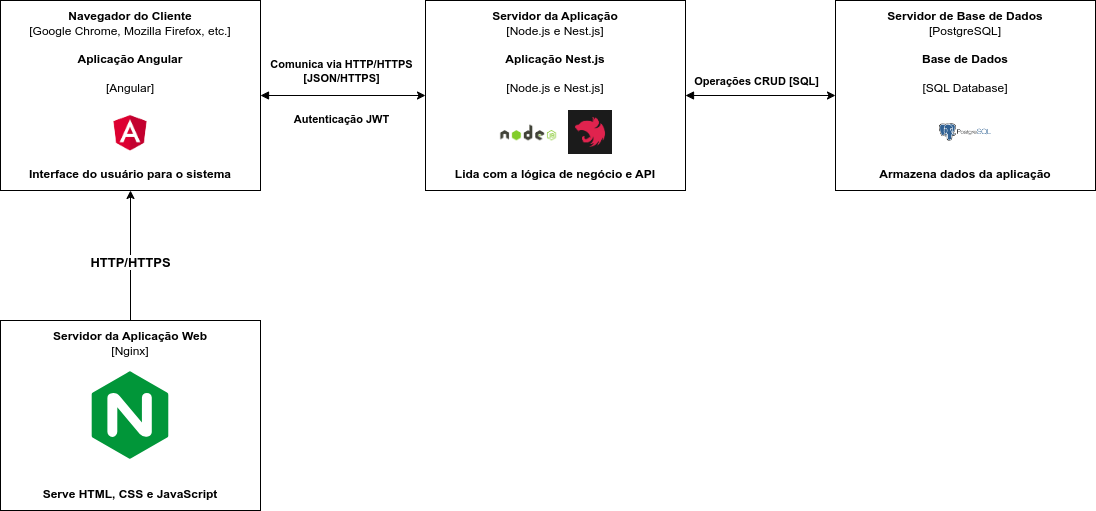 Navegador do Cliente
[Google Chrome, Mozilla Firefox, etc.]
Aplicação Angular
[Angular]
Interface do usuário para o sistema
Comunica via HTTP/HTTPS
[JSON/HTTPS]
Autenticação JWT
Servidor da Aplicação
[Node.js e Nest.js]
Aplicação Nest.js
[Node.js e Nest.js]
node
Lida com a lógica de negócio e API
Operações CRUD [SQL]
Servidor de Base de Dados
[PostgreSQL]
Base de Dados
[SQL Database]
PostgreSQL
Armazena dados da aplicação
HTTP/HTTPS
Servidor da Aplicação Web
[Nginx]
N
Serve HTML, CSS e JavaScript